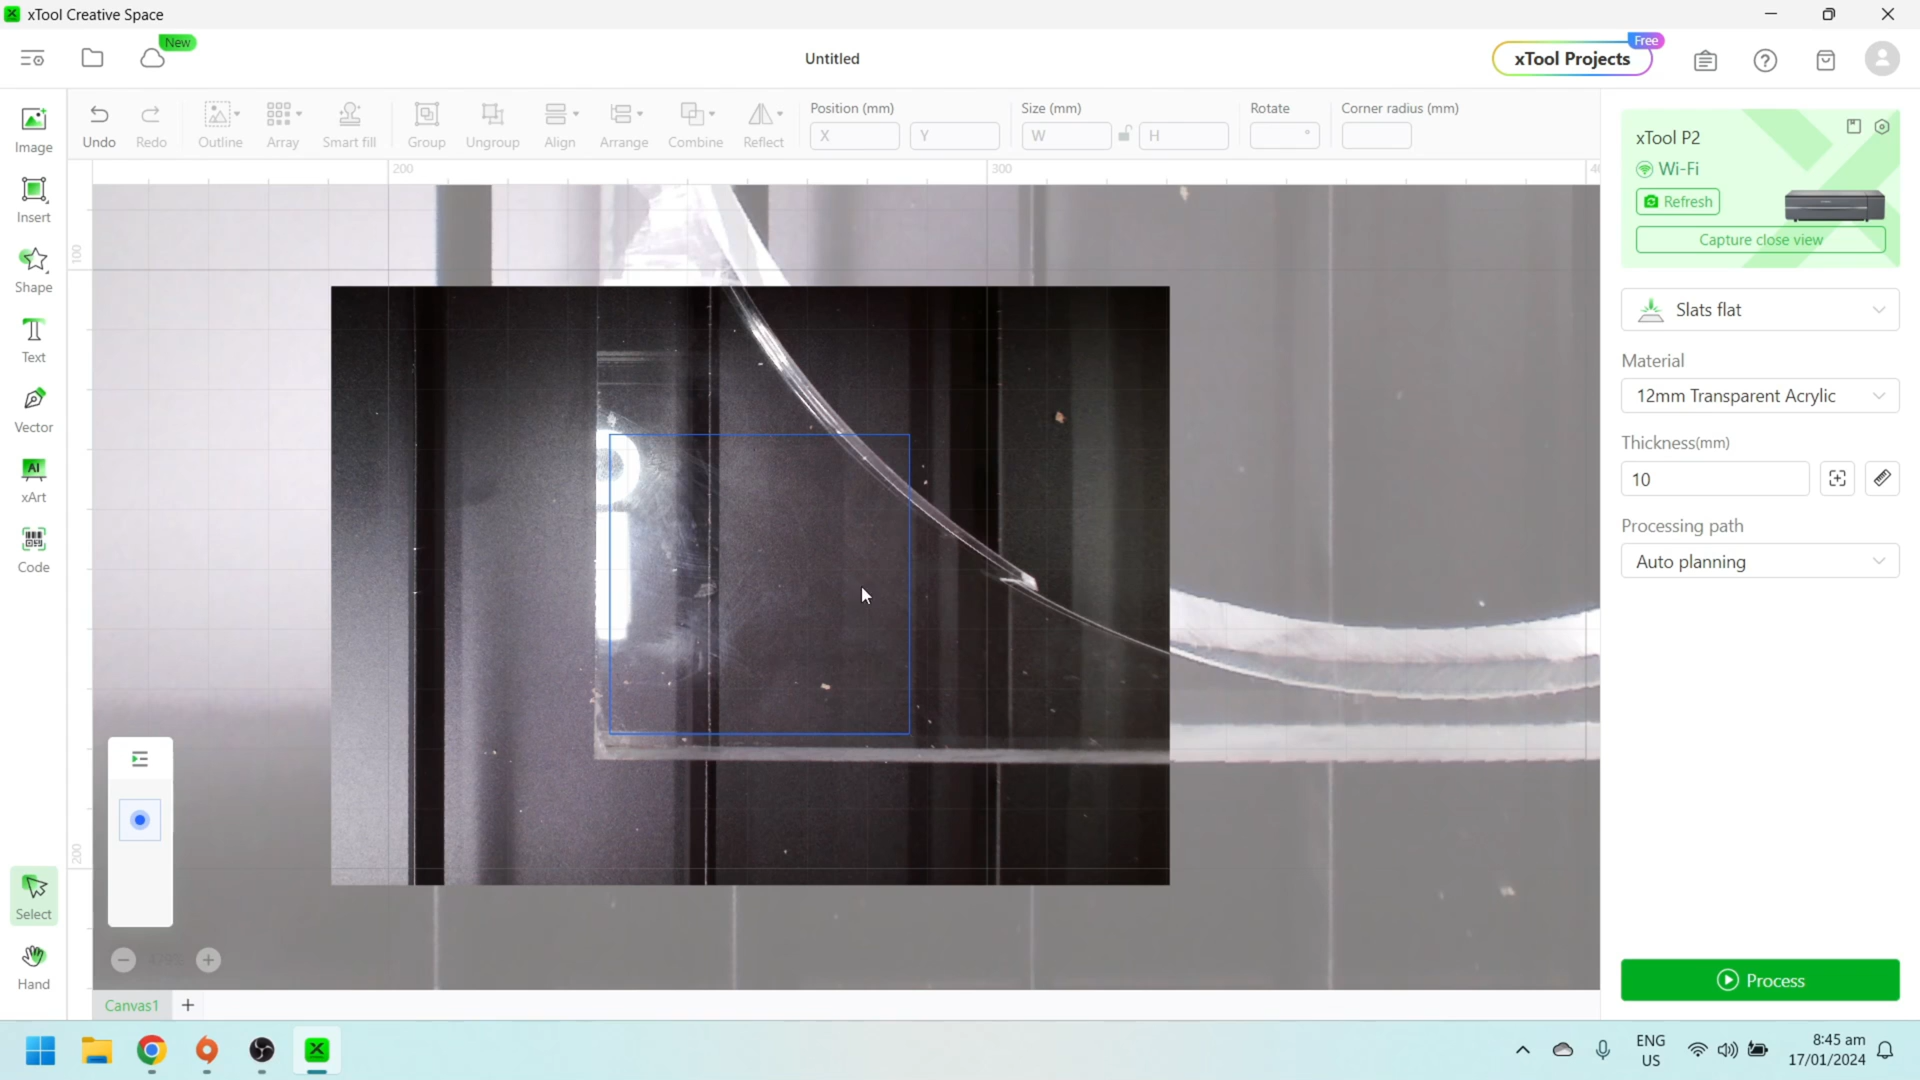 xTool Creative Space
New
Untitled
Free
xTool Projects
Image
Insert
Shape
Text
Vector
AI
xArt
Code
Select
Hand
Undo
Redo
Outline
Array
Smart fill
Group
Ungroup
Align
Arrange
Combine
Reflect
Position (mm)
X
Y
Size (mm)
W
H
Rotate
°
Corner radius (mm)
200
300
100
200
xTool P2
Wi-Fi
Refresh
Capture close view
Slats flat
Material
12mm Transparent Acrylic
Thickness(mm)
10
Processing path
Auto planning
Process
Canvas1
ENG
US
8:45 am
17/01/2024